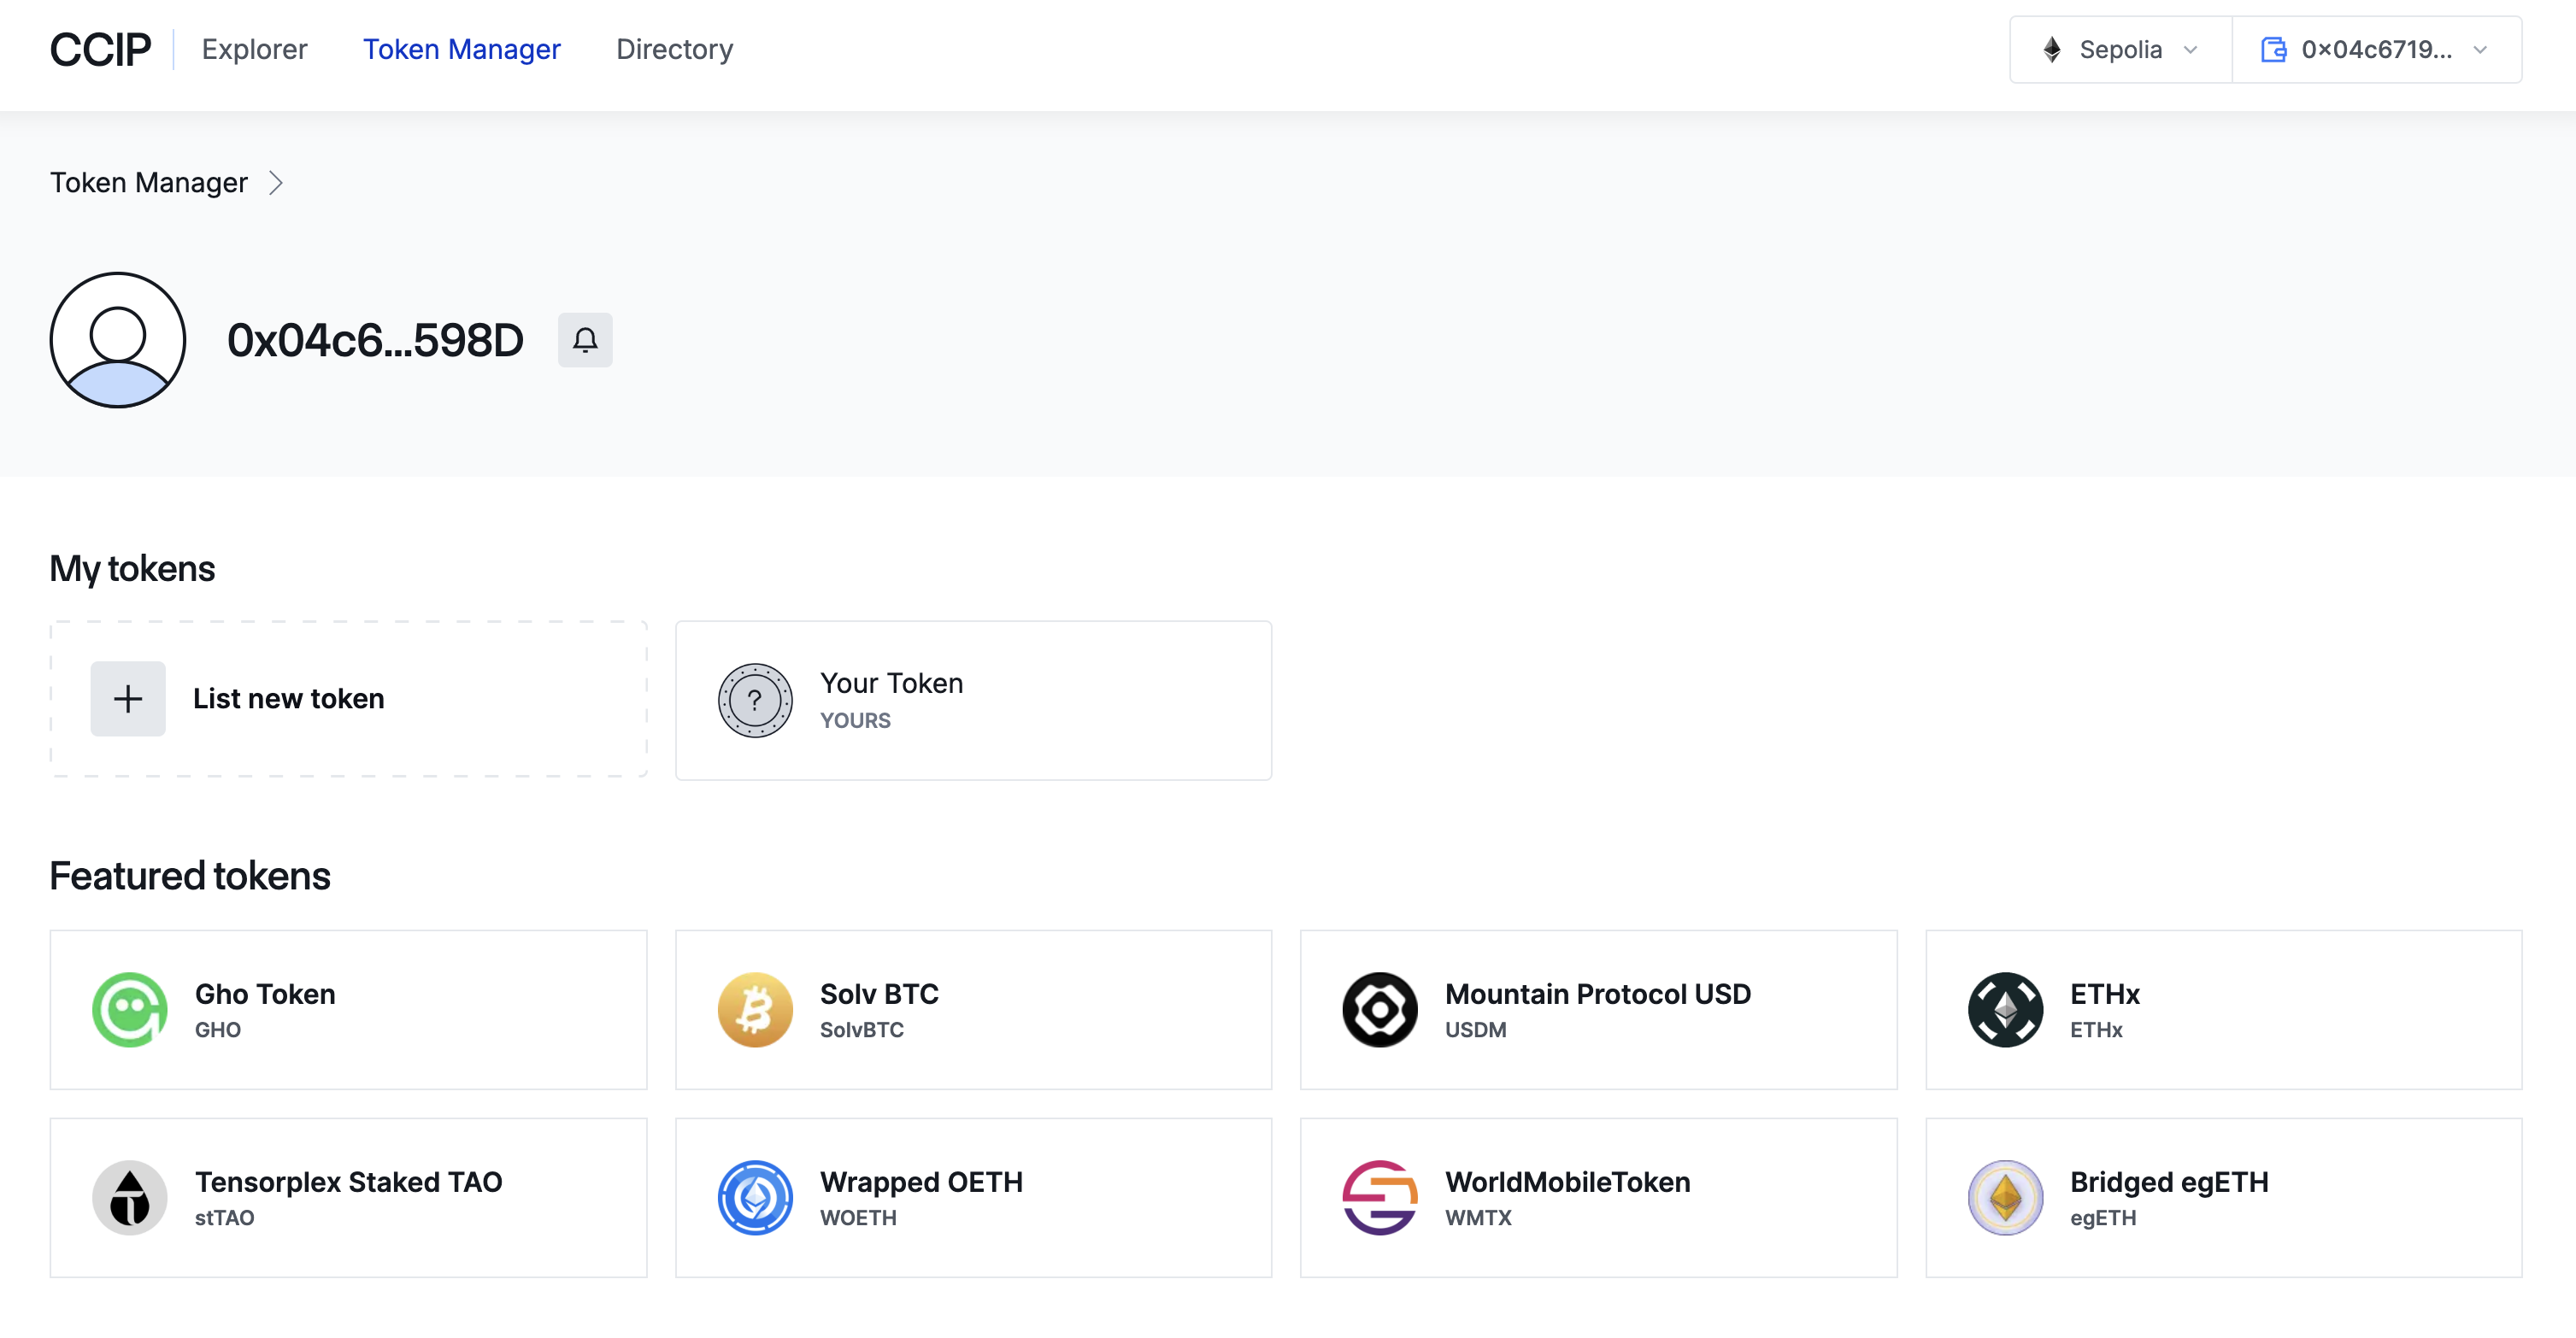 CCIP Explorer Token Manager Directory Sepolia 0x04c6719...
Token Manager
0x04c6...598D
My tokens
List new token
?
Your Token
YOURS
Featured tokens
Gho Token
GHO
Solv BTC
SolvBTC
Mountain Protocol USD
USDM
ETHx
ETHx
Tensorplex Staked TAO
stTAO
Wrapped OETH
WOETH
WorldMobileToken
WMTX
Bridged egETH
egETH